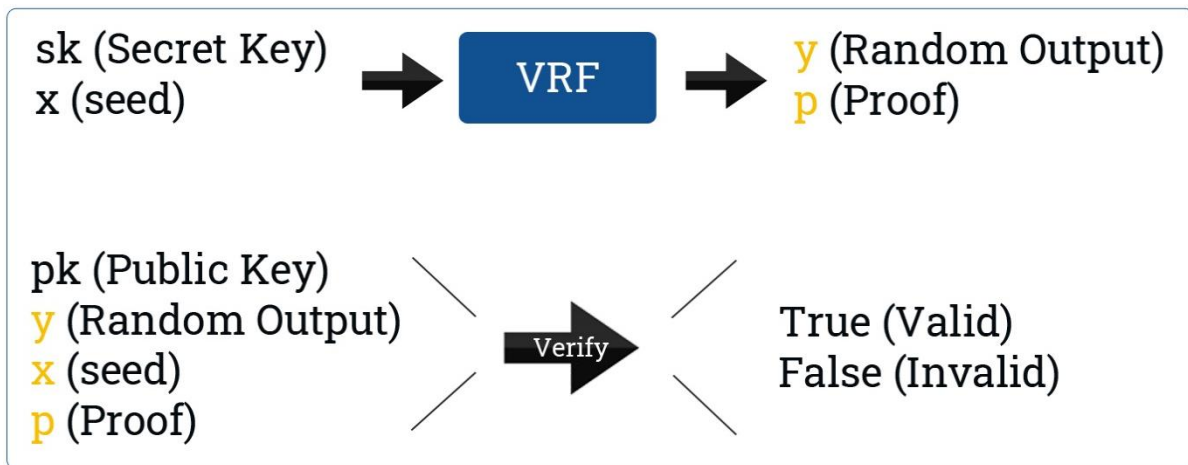 sk (Secret Key)
x (seed)
VRF
y (Random Output)
p (Proof)
pk (Public Key)
y (Random Output)
x (seed)
p (Proof)
Verify
True (Valid)
False (Invalid)